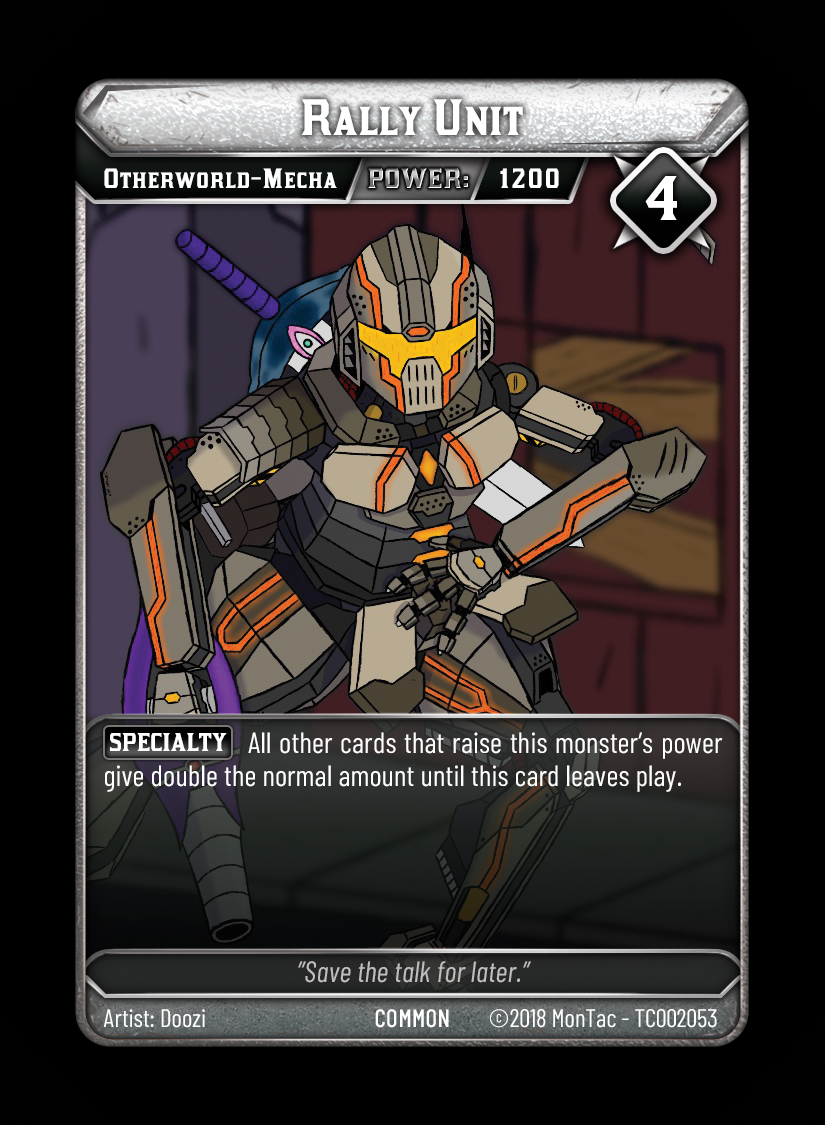 Rally Unit
Otherworld-Mecha POWER: 1200
4
SPECIALTY All other cards that raise this monster's power
give double the normal amount until this card leaves play.
"Save the talk for later."
Artist: Doozi COMMON ©2018 MonTac - TC002053